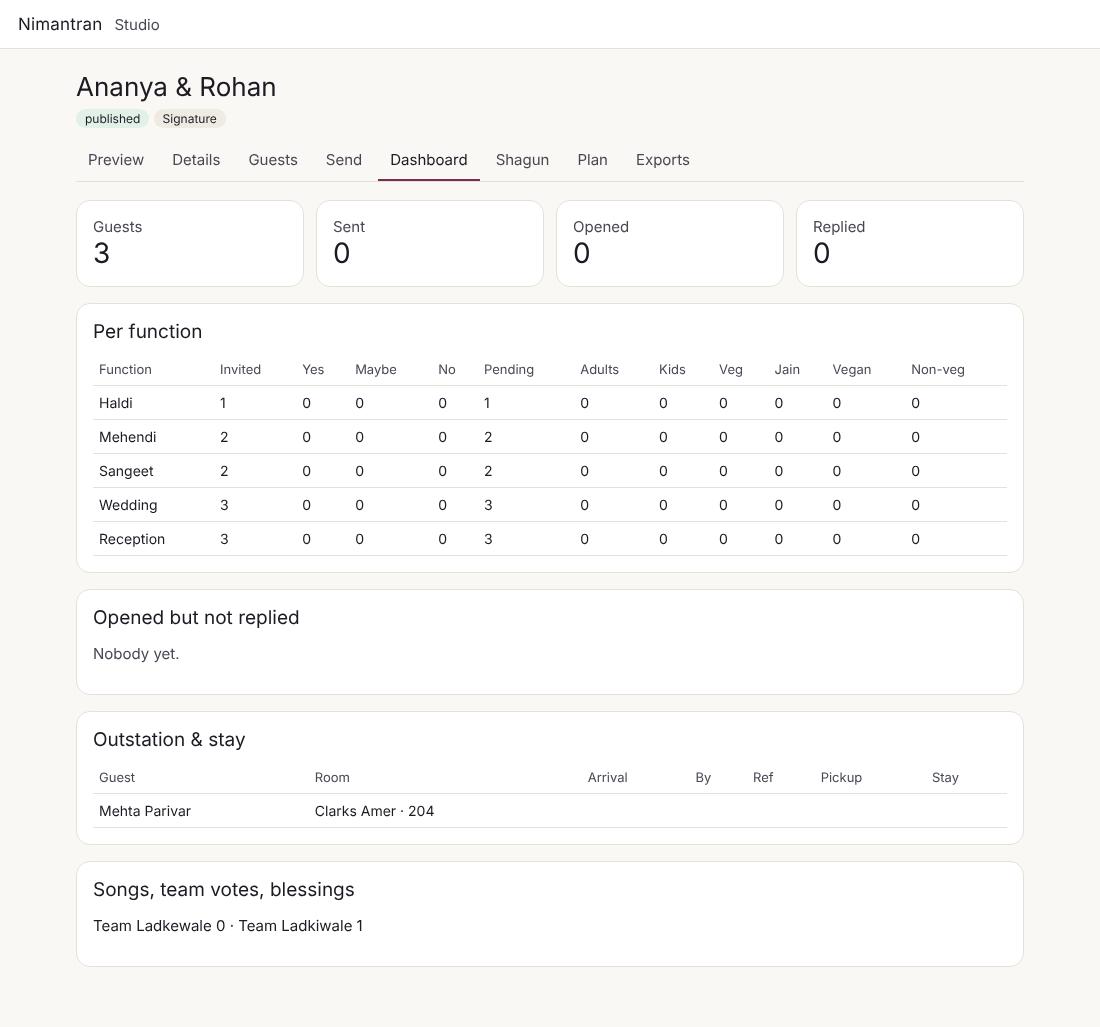 Nimantran Studio
Ananya & Rohan
published Signature
Preview Details Guests Send Dashboard Shagun Plan Exports
Guests Sent Opened Replied
3 0 0 0
Per function
Function Invited Yes Maybe No Pending Adults Kids Veg Jain Vegan Non-veg
Haldi 1 0 0 0 1 0 0 0 0 0 0
Mehendi 2 0 0 0 2 0 0 0 0 0 0
Sangeet 2 0 0 0 2 0 0 0 0 0 0
Wedding 3 0 0 0 3 0 0 0 0 0 0
Reception 3 0 0 0 3 0 0 0 0 0 0
Opened but not replied
Nobody yet.
Outstation & stay
Guest Room Arrival By Ref Pickup Stay
Mehta Parivar Clarks Amer · 204
Songs, team votes, blessings
Team Ladkewale 0 · Team Ladkiwale 1